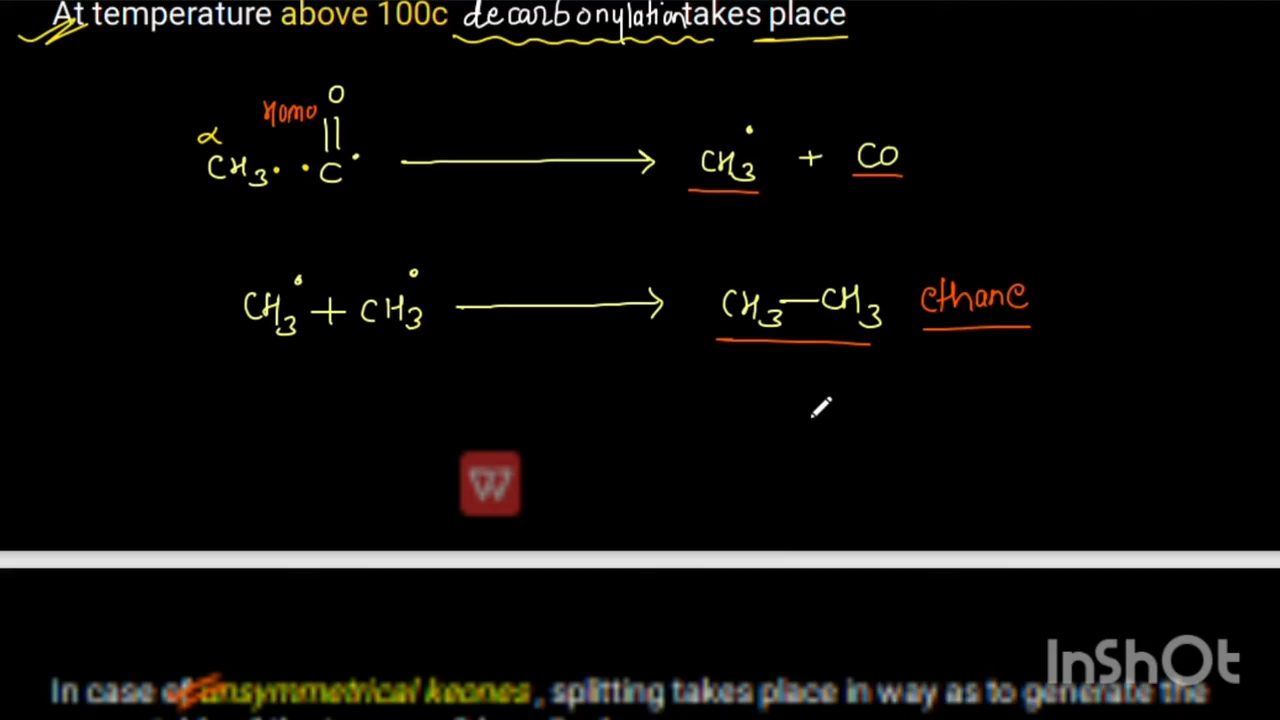 At temperature above 100c decarbonylation takes place
O
α Homo ||
CH3· ·C· → CH3• + CO
CH3• + CH3• → CH3—CH3 ethane
W
InShOt
In case of unsymmetrical keones, splitting takes place in way as to generate the